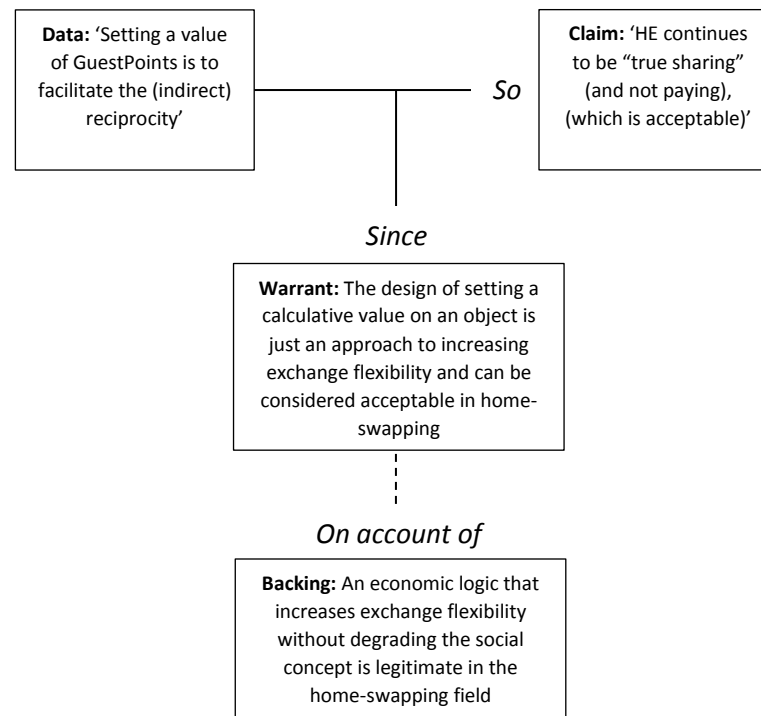 Data: ‘Setting a value
of GuestPoints is to
facilitate the (indirect)
reciprocity’
So
Claim: ‘HE continues
to be “true sharing”
(and not paying),
(which is acceptable)’
Since
Warrant: The design of setting a
calculative value on an object is
just an approach to increasing
exchange flexibility and can be
considered acceptable in home-
swapping
On account of
Backing: An economic logic that
increases exchange flexibility
without degrading the social
concept is legitimate in the
home-swapping field